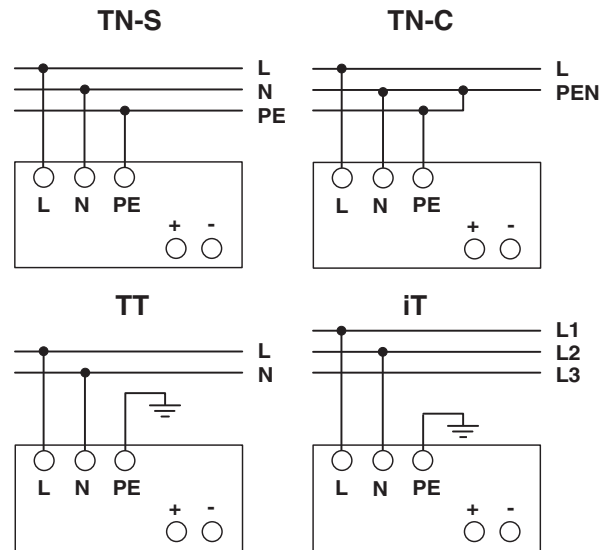 TN-S
L
N
PE
L N PE
+ -
TN-C
L
PEN
L N PE
+ -
TT
L
N
L N PE
+ -
iT
L1
L2
L3
L N PE
+ -